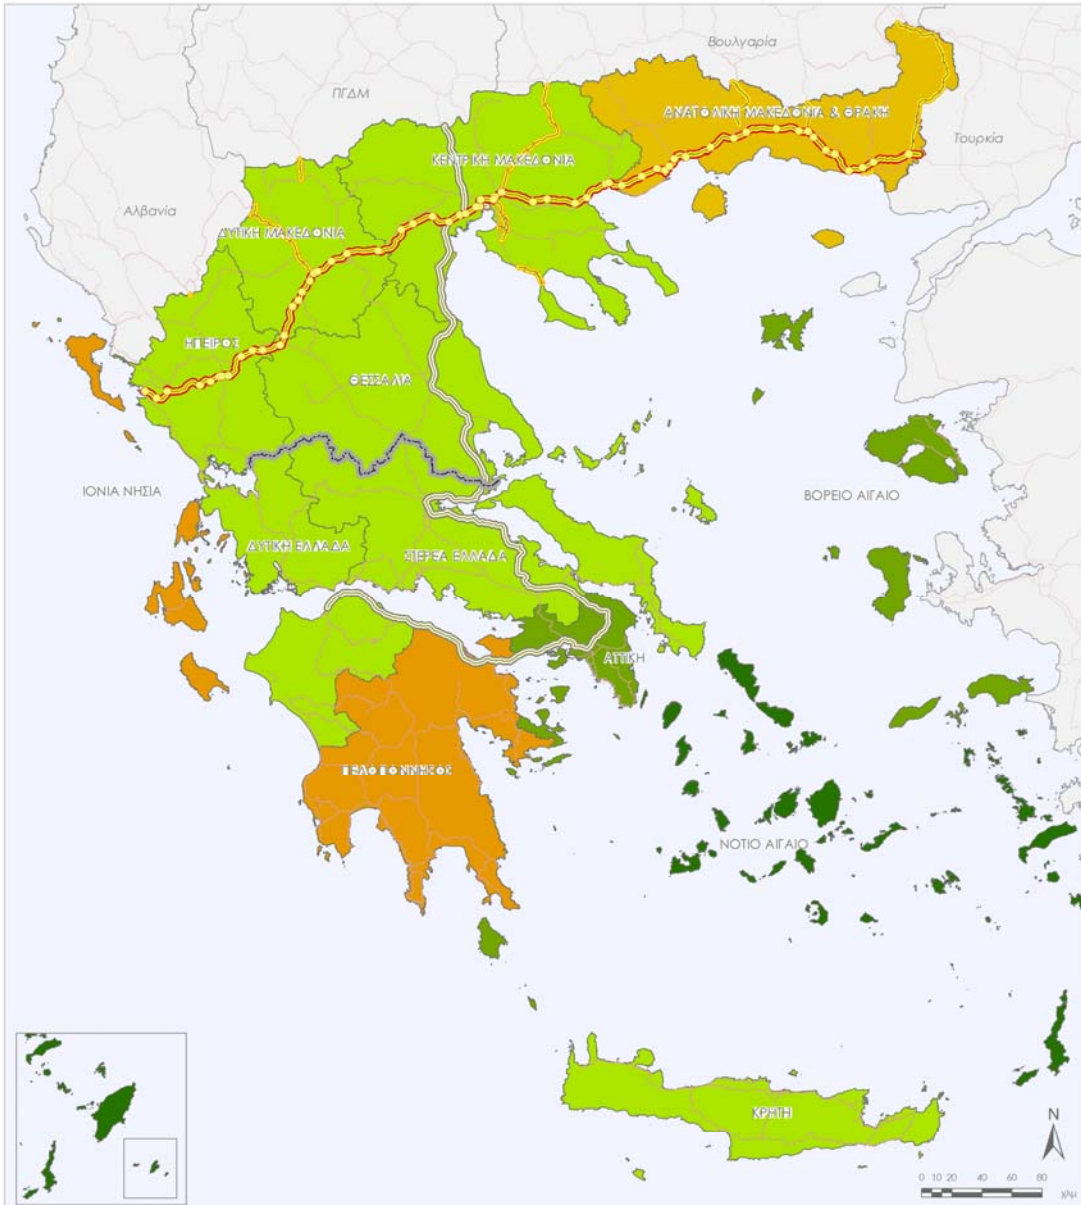 Βουλγαρία
ΠΓΔΜ
ΑΝΑΤΟΛΙΚΗ ΜΑΚΕΔΟΝΙΑ & ΘΡΑΚΗ
Τουρκία
ΚΕΝΤΡΙΚΗ ΜΑΚΕΔΟΝΙΑ
Αλβανία
ΔΥΤΙΚΗ ΜΑΚΕΔΟΝΙΑ
ΗΠΕΙΡΟΣ
ΘΕΣΣΑΛΙΑ
ΙΟΝΙΑ ΝΗΣΙΑ
ΒΟΡΕΙΟ ΑΙΓΑΙΟ
ΔΥΤΙΚΗ ΕΛΛΑΔΑ
ΣΤΕΡΕΑ ΕΛΛΑΔΑ
ΑΤΤΙΚΗ
ΠΕΛΟΠΟΝΝΗΣΟΣ
ΝΟΤΙΟ ΑΙΓΑΙΟ
ΚΡΗΤΗ
N
0 10 20 40 60 80
χλμ